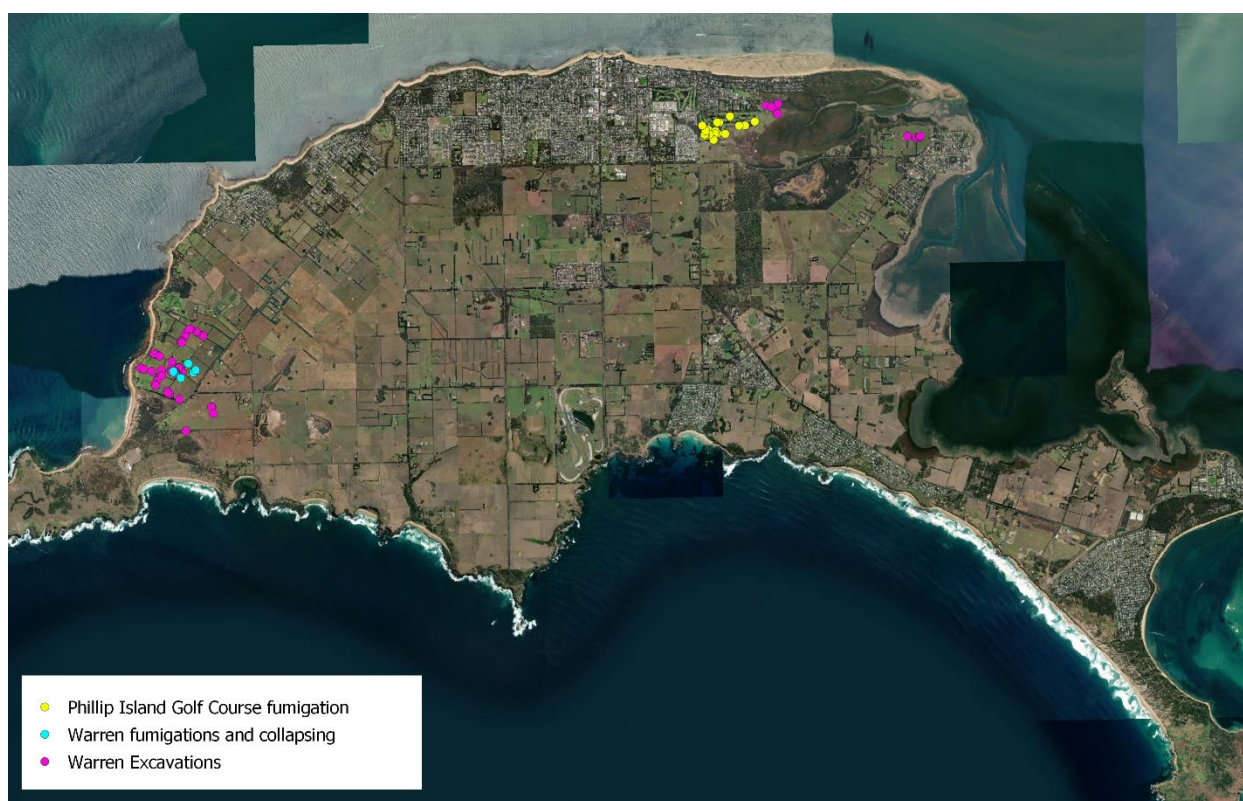 Phillip Island Golf Course fumigation
Warren fumigations and collapsing
Warren Excavations